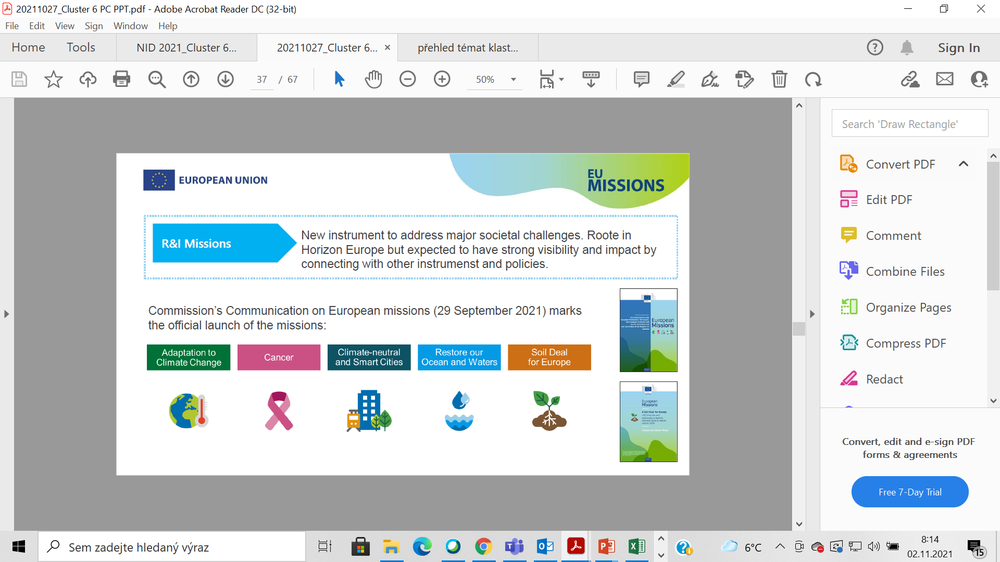 20211027_Cluster 6 PC PPT.pdf - Adobe Acrobat Reader DC (32-bit)
File Edit View Sign Window Help
Home Tools NID 2021_Cluster 6... 20211027_Cluster 6... × přehled témat klast... Sign In
37 / 67 50%
Search 'Draw Rectangle'
Convert PDF
Edit PDF
Comment
Combine Files
Organize Pages
Compress PDF
Redact
Convert, edit and e-sign PDF
forms & agreements
Free 7-Day Trial
EUROPEAN UNION
EU
MISSIONS
R&I Missions
New instrument to address major societal challenges. Roote in
Horizon Europe but expected to have strong visibility and impact by
connecting with other instrumenst and policies.
Commission's Communication on European missions (29 September 2021) marks
the official launch of the missions:
Adaptation to
Climate Change
Cancer
Climate-neutral
and Smart Cities
Restore our
Ocean and Waters
Soil Deal
for Europe
European
Missions
European
Missions
A Soil Deal for Europe
Implementation Plan
Sem zadejte hledaný výraz
6°C
8:14
02.11.2021
15